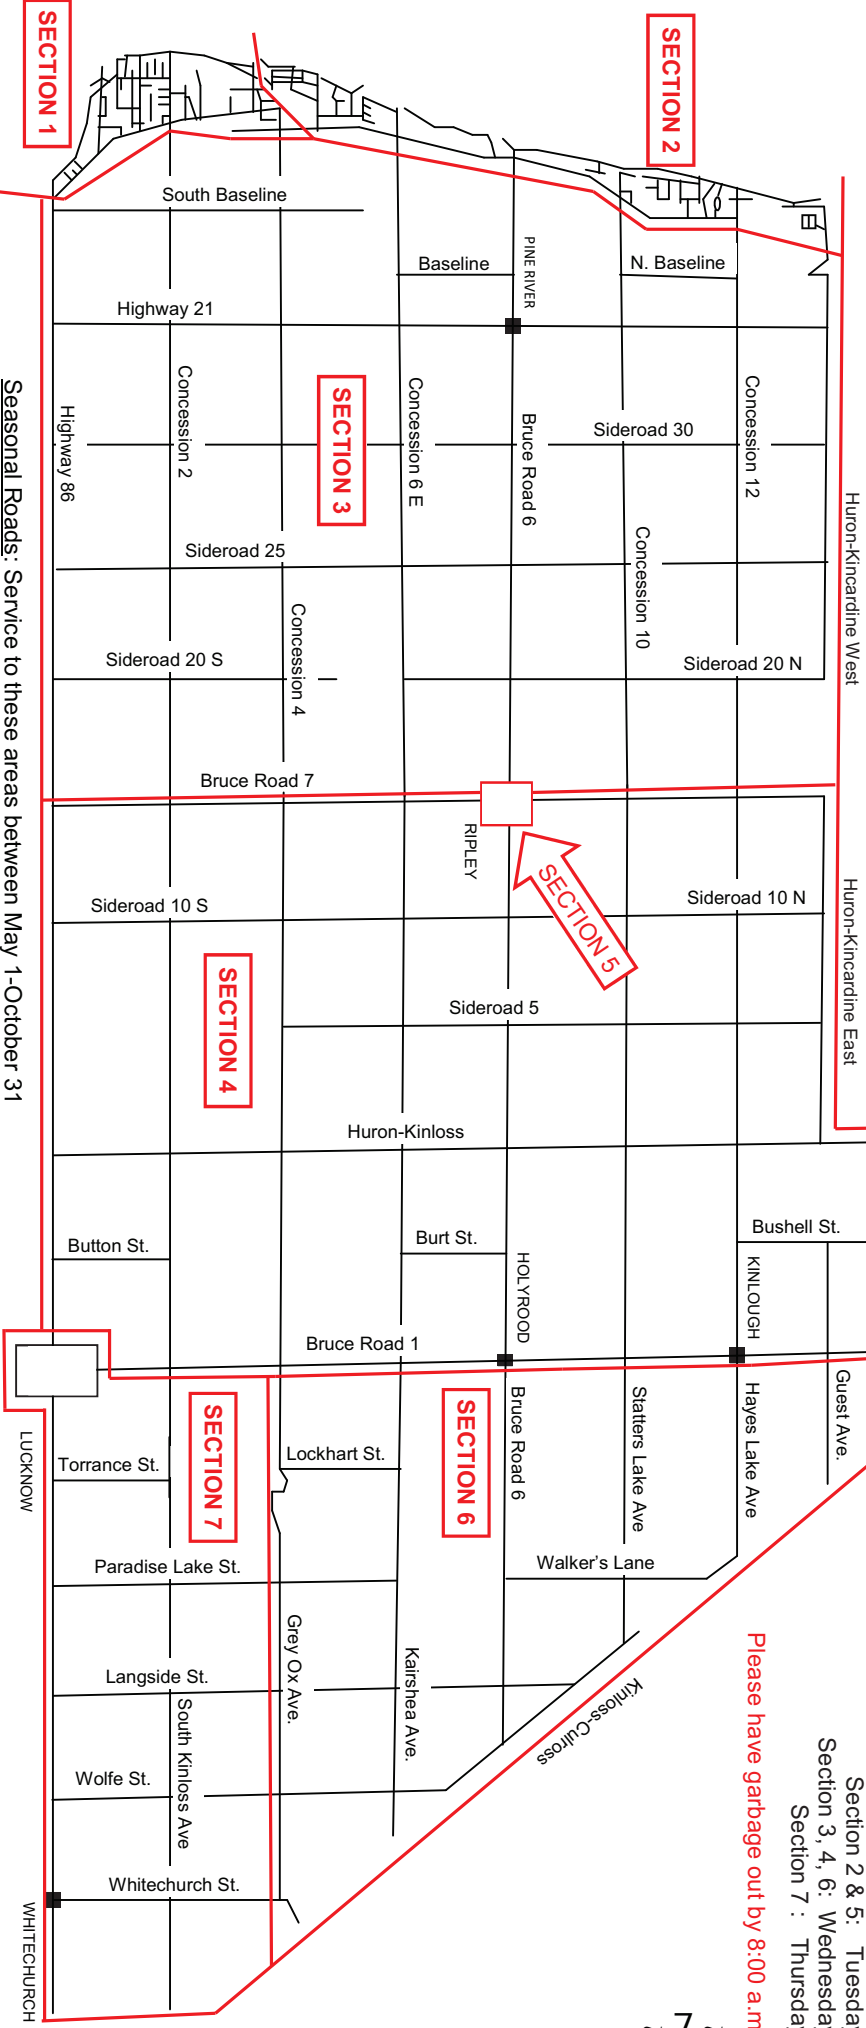 SECTION 1
SECTION 2
South Baseline
Baseline
PINE RIVER
N. Baseline
Highway 21
SECTION 3
Highway 86
Concession 2
Concession 6 E
Bruce Road 6
Sideroad 30
Concession 12
Huron-Kincardine West
Sideroad 25
Concession 10
Concession 4
Sideroad 20 S
Sideroad 20 N
Seasonal Roads: Service to these areas between May 1-October 31
Bruce Road 7
RIPLEY
SECTION 5
Sideroad 10 S
Sideroad 10 N
Huron-Kincardine East
SECTION 4
Sideroad 5
Huron-Kinloss
Button St.
Burt St.
Bushell St.
HOLYROOD
KINLOUGH
Bruce Road 1
Guest Ave.
SECTION 7
SECTION 6
Bruce Road 6
Statters Lake Ave
Hayes Lake Ave
LUCKNOW
Torrance St.
Lockhart St.
Paradise Lake St.
Walker's Lane
Grey Ox Ave.
Kairshea Ave.
Langside St.
South Kinloss Ave
Kinloss-Culross
Wolfe St.
Whitechurch St.
WHITECHURCH
Section 2 & 5: Tuesday
Section 3, 4, 6: Wednesday
Section 7 : Thursday
Please have garbage out by 8:00 a.m
7